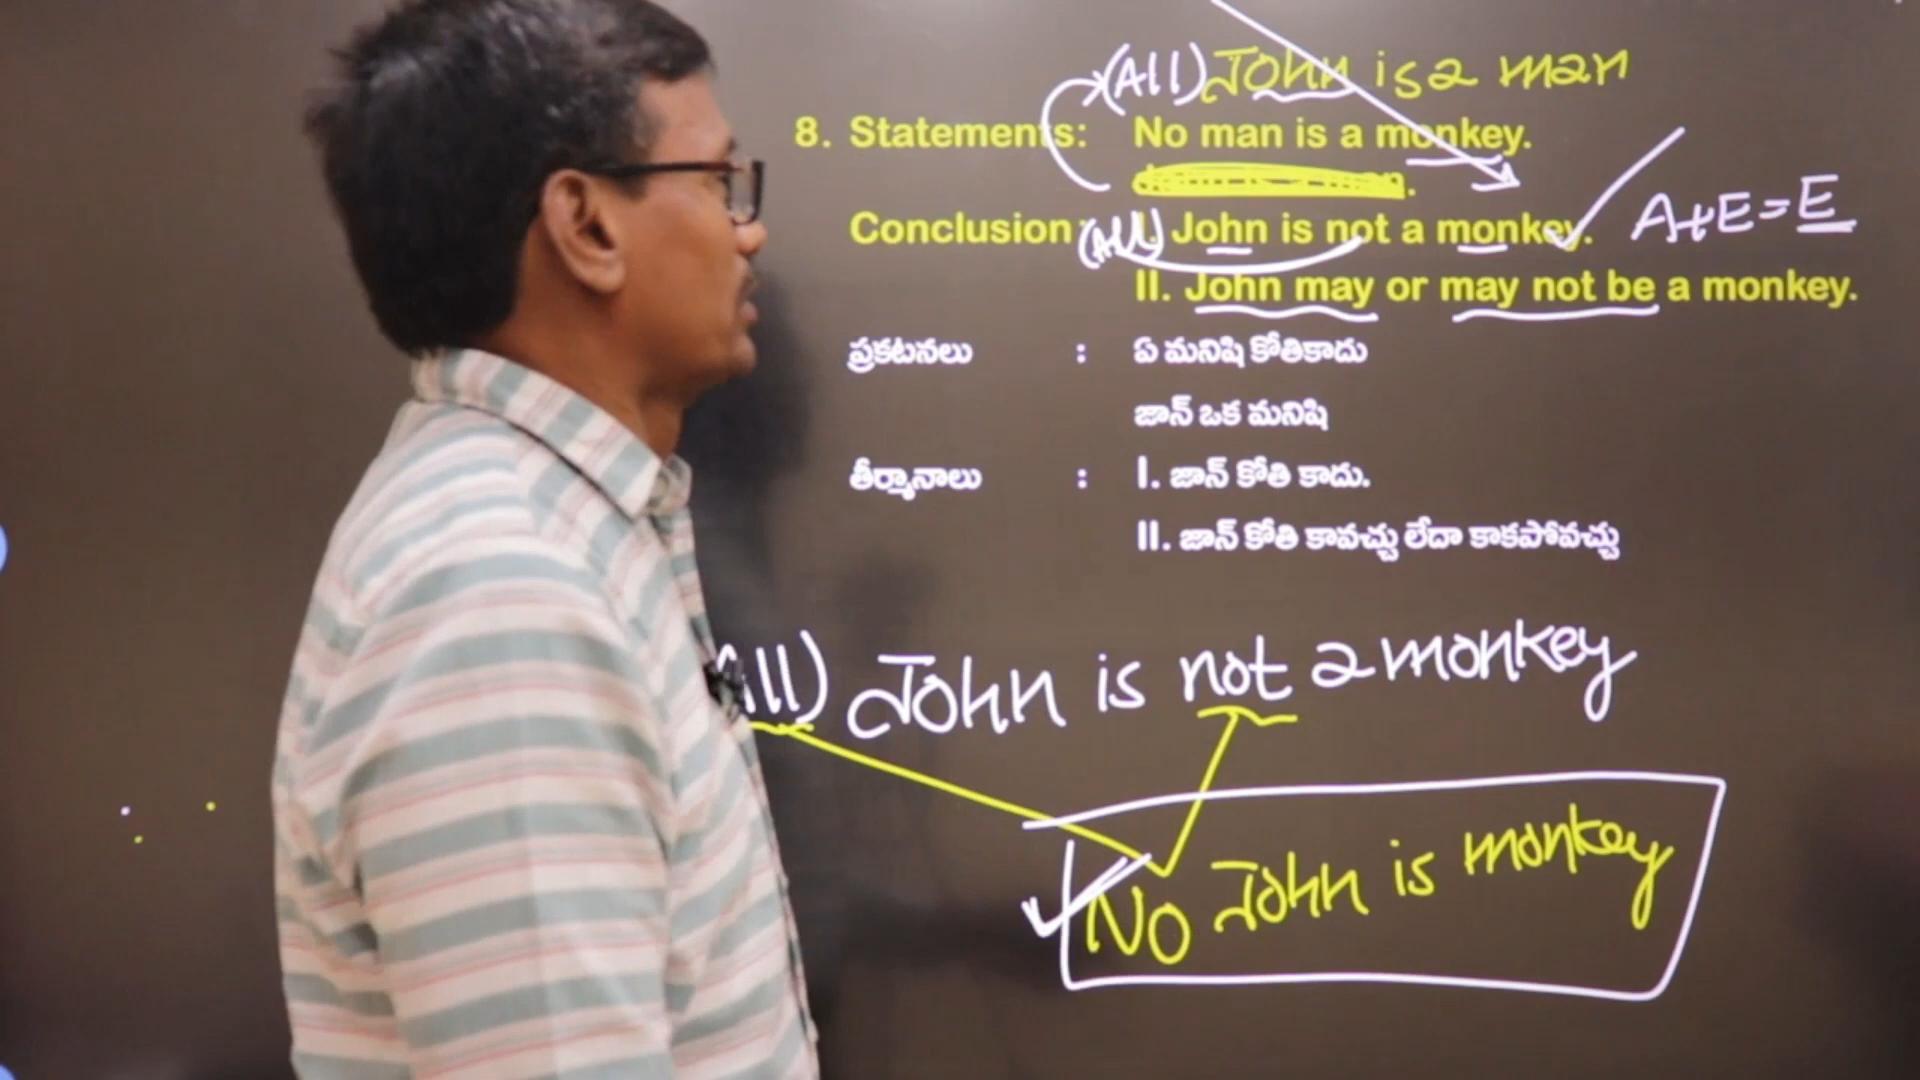 (All) John is a man
8. Statements: No man is a monkey.
Conclusion (All) I. John is not a monkey. A+E=E
II. John may or may not be a monkey.
ప్రకటనలు : ఏ మనిషి కోతికాదు
జాన్ ఒక మనిషి
తీర్మానాలు : I. జాన్ కోతి కాదు.
II. జాన్ కోతి కావచ్చు లేదా కాకపోవచ్చు
All) John is not a monkey
No John is monkey